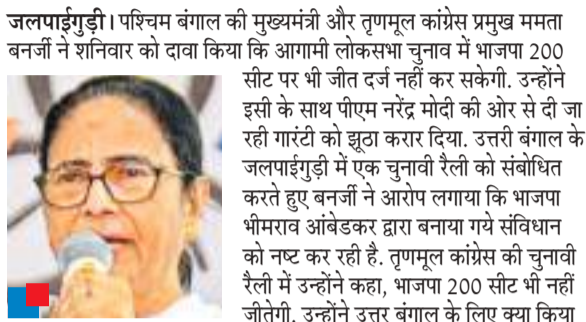 जलपाईगुड़ी। पश्चिम बंगाल की मुख्यमंत्री और तृणमूल कांग्रेस प्रमुख ममता
बनर्जी ने शनिवार को दावा किया कि आगामी लोकसभा चुनाव में भाजपा 200
सीट पर भी जीत दर्ज नहीं कर सकेगी. उन्होंने
इसी के साथ पीएम नरेंद्र मोदी की ओर से दी जा
रही गारंटी को झूठा करार दिया. उत्तरी बंगाल के
जलपाईगुड़ी में एक चुनावी रैली को संबोधित
करते हुए बनर्जी ने आरोप लगाया कि भाजपा
भीमराव आंबेडकर द्वारा बनाया गये संविधान
को नष्ट कर रही है. तृणमूल कांग्रेस की चुनावी
रैली में उन्होंने कहा, भाजपा 200 सीट भी नहीं
जीतेगी. उन्होंने उत्तर बंगाल के लिए क्या किया